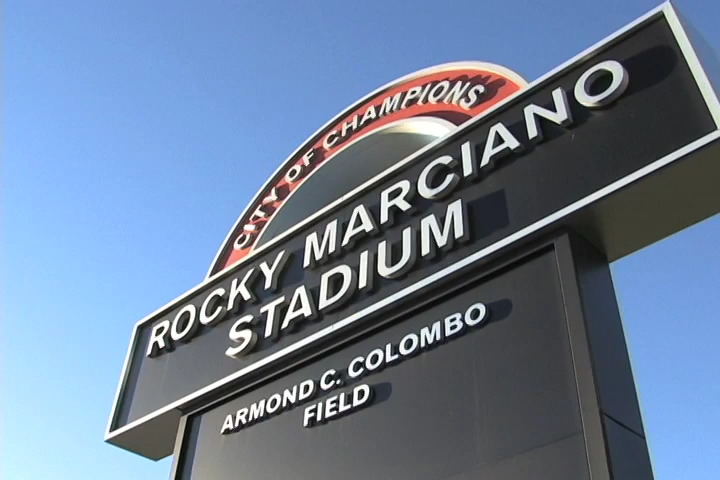 CITY OF CHAMPIONS
ROCKY MARCIANO
STADIUM
ARMOND C. COLOMBO
FIELD